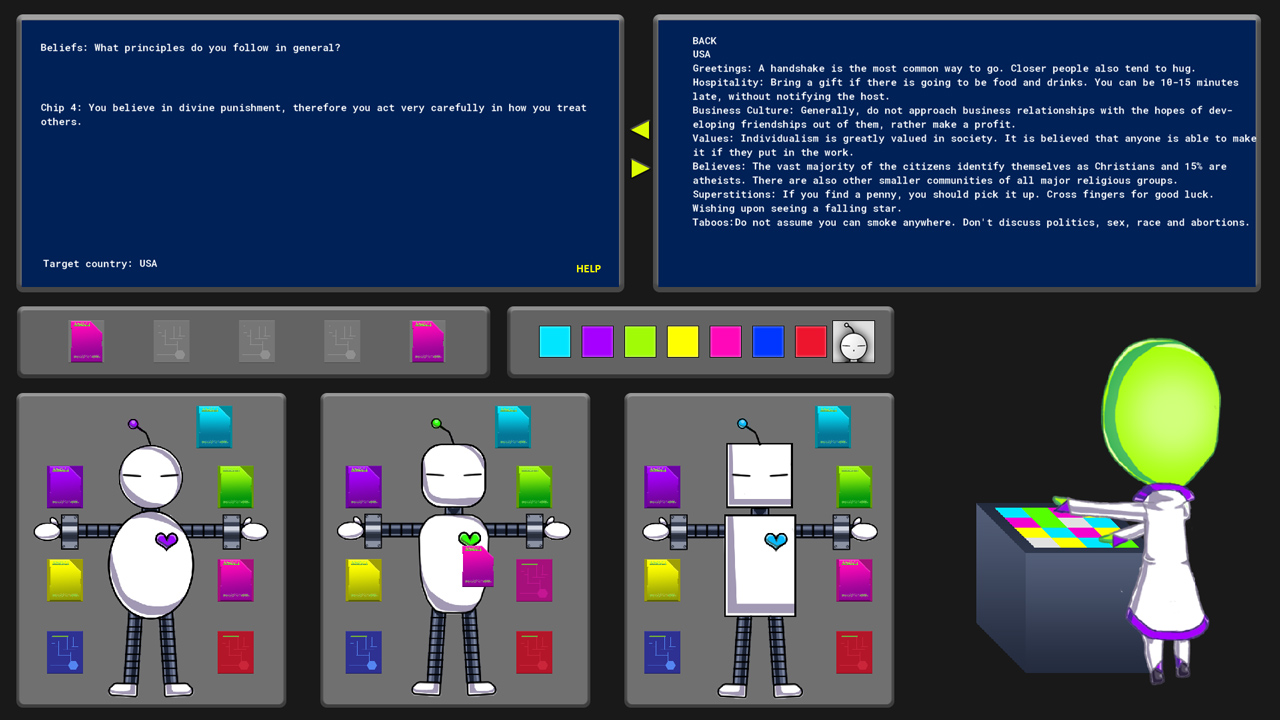 Beliefs: What principles do you follow in general?
Chip 4: You believe in divine punishment, therefore you act very carefully in how you treat
others.
Target country: USA
HELP
BACK
USA
Greetings: A handshake is the most common way to go. Closer people also tend to hug.
Hospitality: Bring a gift if there is going to be food and drinks. You can be 10-15 minutes
late, without notifying the host.
Business Culture: Generally, do not approach business relationships with the hopes of dev-
eloping friendships out of them, rather make a profit.
Values: Individualism is greatly valued in society. It is believed that anyone is able to make
it if they put in the work.
Believes: The vast majority of the citizens identify themselves as Christians and 15% are
atheists. There are also other smaller communities of all major religious groups.
Superstitions: If you find a penny, you should pick it up. Cross fingers for good luck.
Wishing upon seeing a falling star.
Taboos:Do not assume you can smoke anywhere. Don't discuss politics, sex, race and abortions.